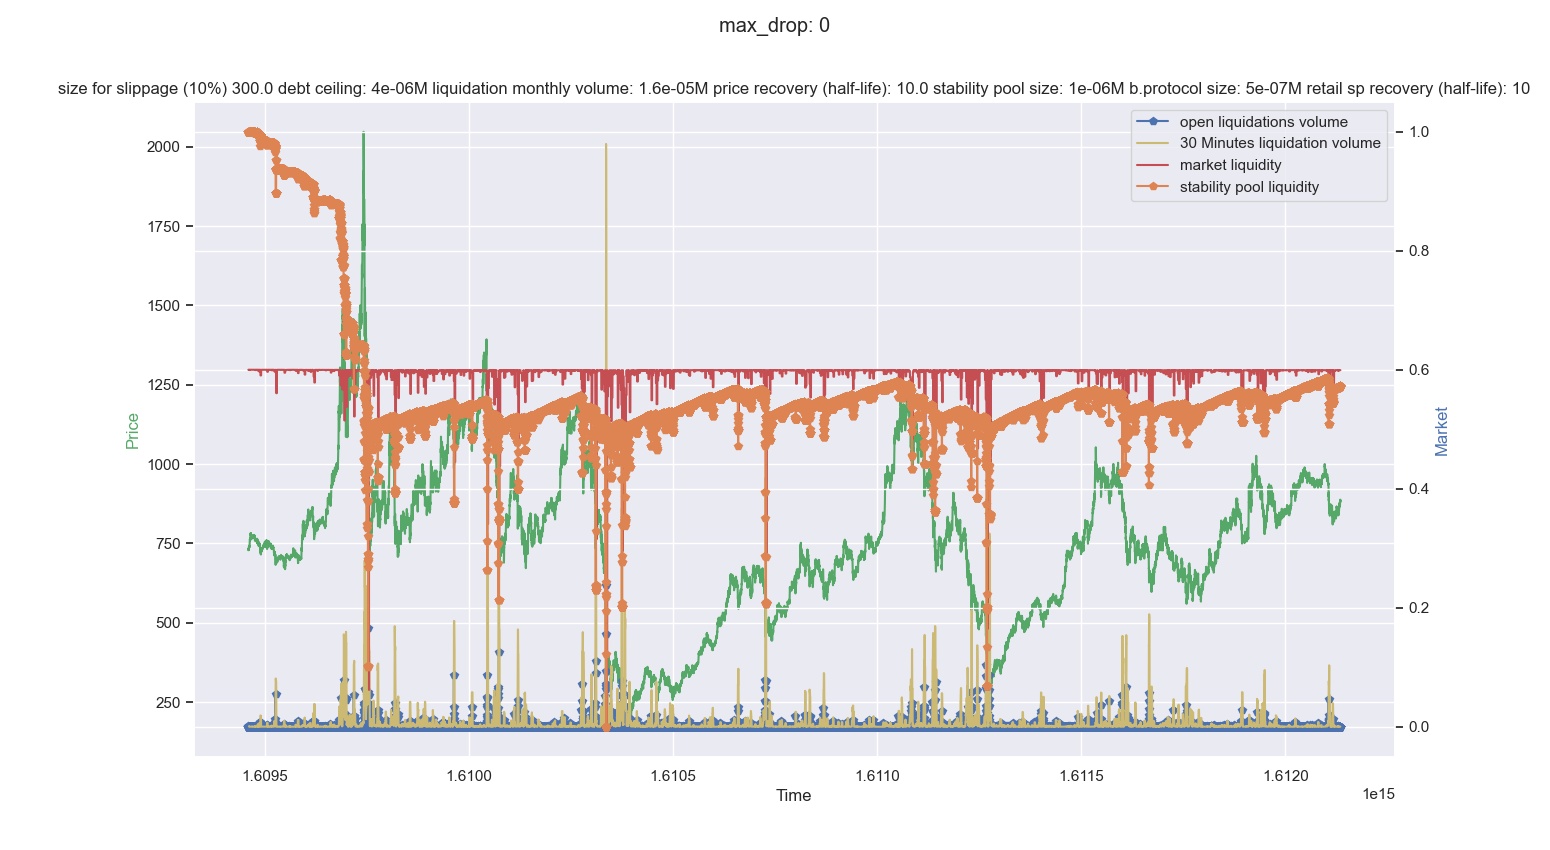 max_drop: 0
size for slippage (10%) 300.0 debt ceiling: 4e-06M liquidation monthly volume: 1.6e-05M price recovery (half-life): 10.0 stability pool size: 1e-06M b.protocol size: 5e-07M retail sp recovery (half-life): 10
open liquidations volume
30 Minutes liquidation volume
market liquidity
stability pool liquidity
2000
1750
1500
1250
1000
750
500
250
Price
1.0
0.8
0.6
0.4
0.2
0.0
Market
1.6095 1.6100 1.6105 1.6110 1.6115 1.6120
Time
1e15